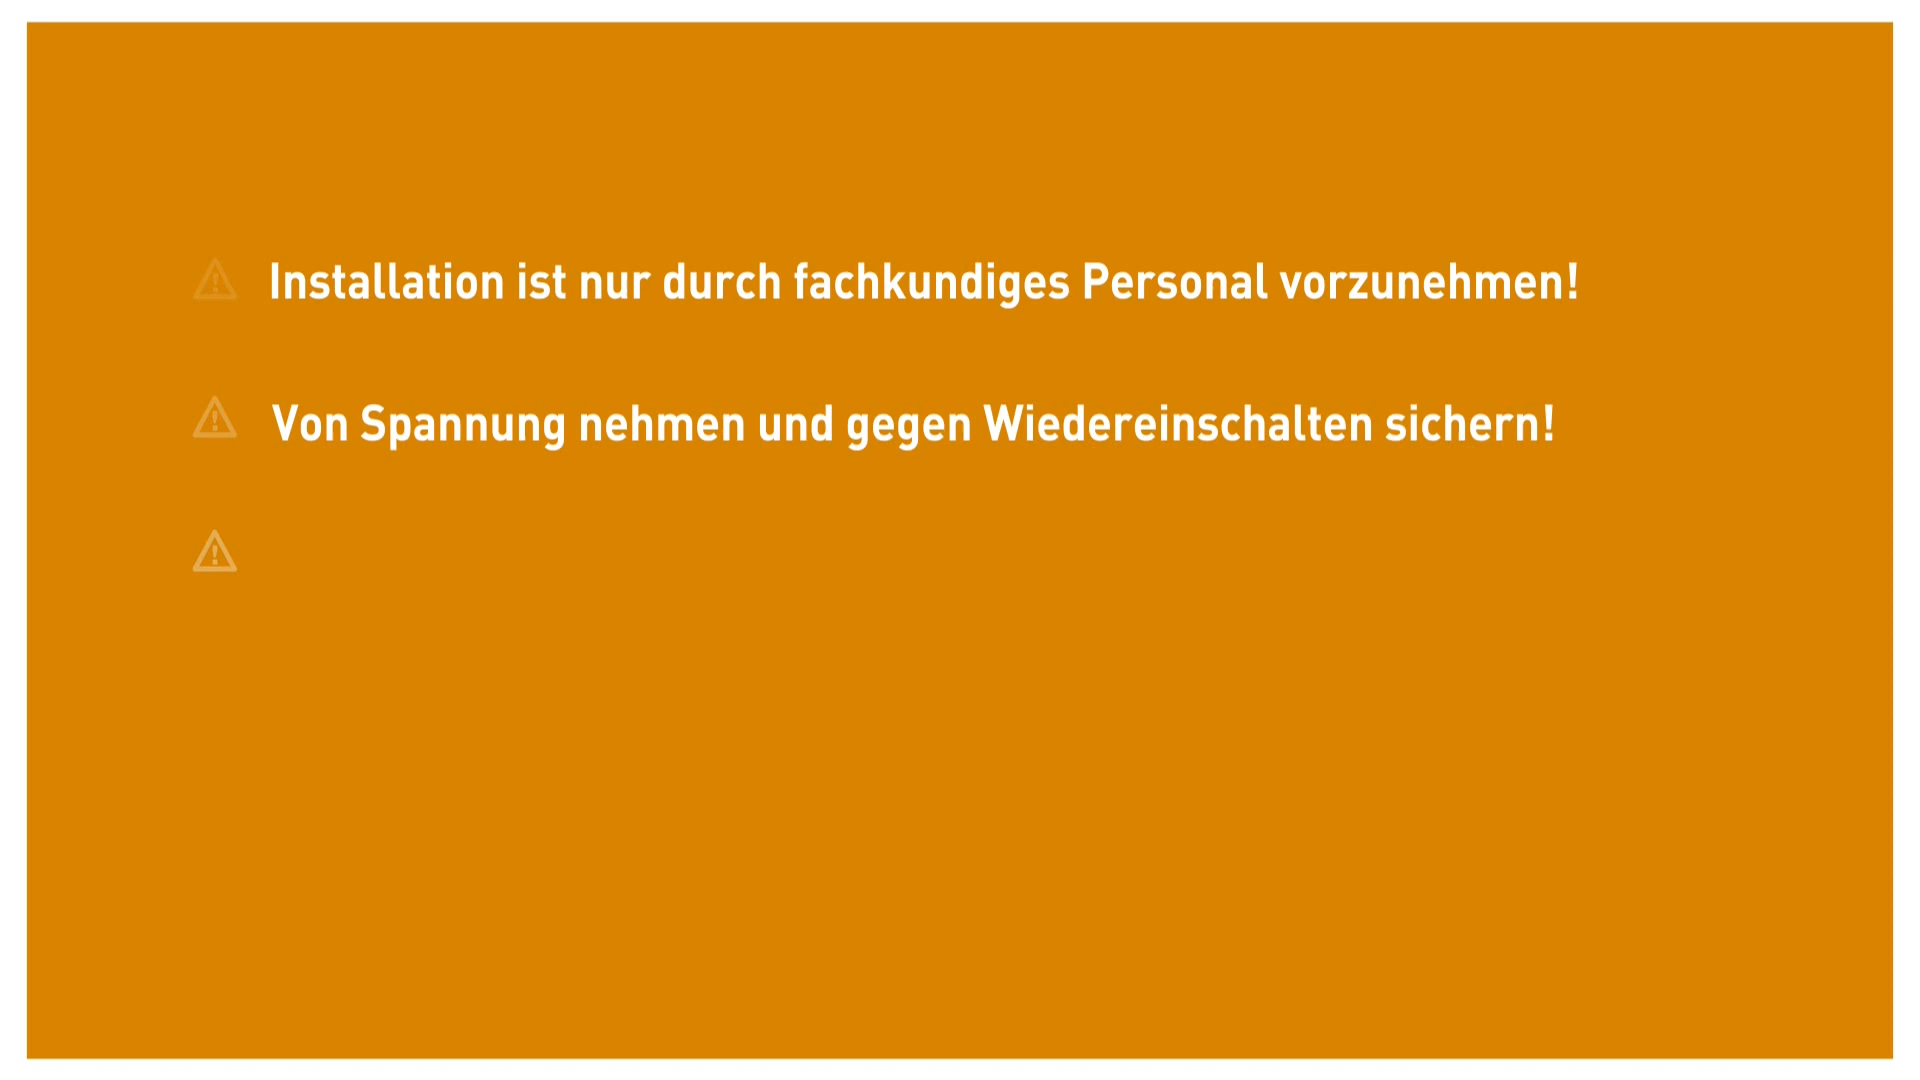 Installation ist nur durch fachkundiges Personal vorzunehmen!
Von Spannung nehmen und gegen Wiedereinschalten sichern!